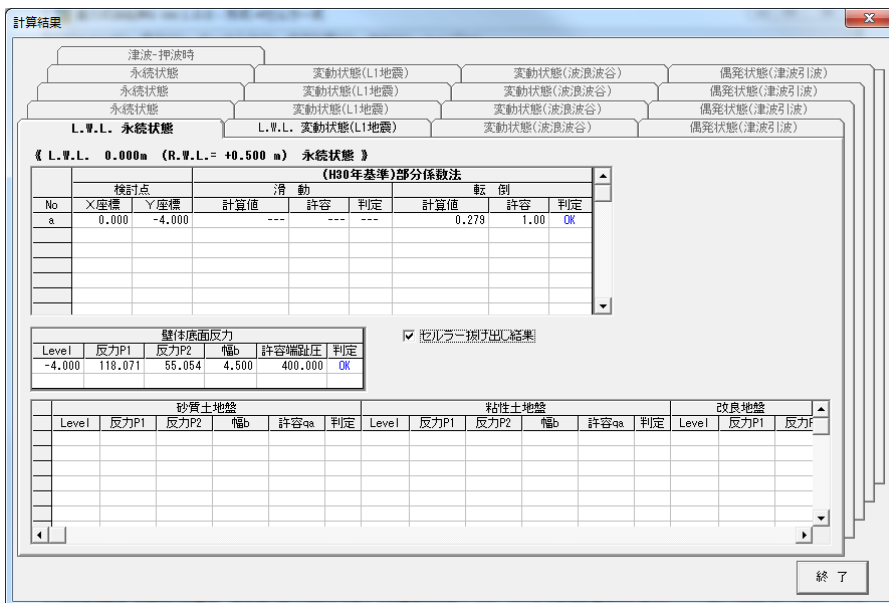 計算結果
津波-押波時
永続状態 変動状態(L1地震) 変動状態(波浪波谷) 偶発状態(津波引波)
永続状態 変動状態(L1地震) 変動状態(波浪波谷) 偶発状態(津波引波)
永続状態 変動状態(L1地震) 変動状態(波浪波谷) 偶発状態(津波引波)
L.W.L. 永続状態 L.W.L. 変動状態(L1地震) 変動状態(波浪波谷) 偶発状態(津波引波)
《 L.W.L. 0.000m (R.W.L.= +0.500 m) 永続状態 》
(H30年基準)部分係数法
検討点 滑 動 転 倒
No X座標 Y座標 計算値 許容 判定 計算値 許容 判定
a 0.000 -4.000 --- --- --- 0.279 1.00 OK
壁体底面反力
Level 反力P1 反力P2 幅b 許容端趾圧 判定
-4.000 118.071 55.054 4.500 400.000 OK
セルラー抜け出し結果
砂質土地盤 粘性土地盤 改良地盤
Level 反力P1 反力P2 幅b 許容qa 判定 Level 反力P1 反力P2 幅b 許容qa 判定 Level 反力P1 反力P
終 了